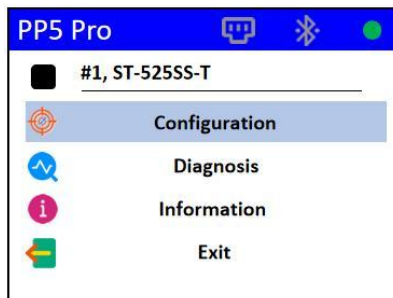 PP5 Pro
#1, ST-525SS-T
Configuration
Diagnosis
Information
Exit